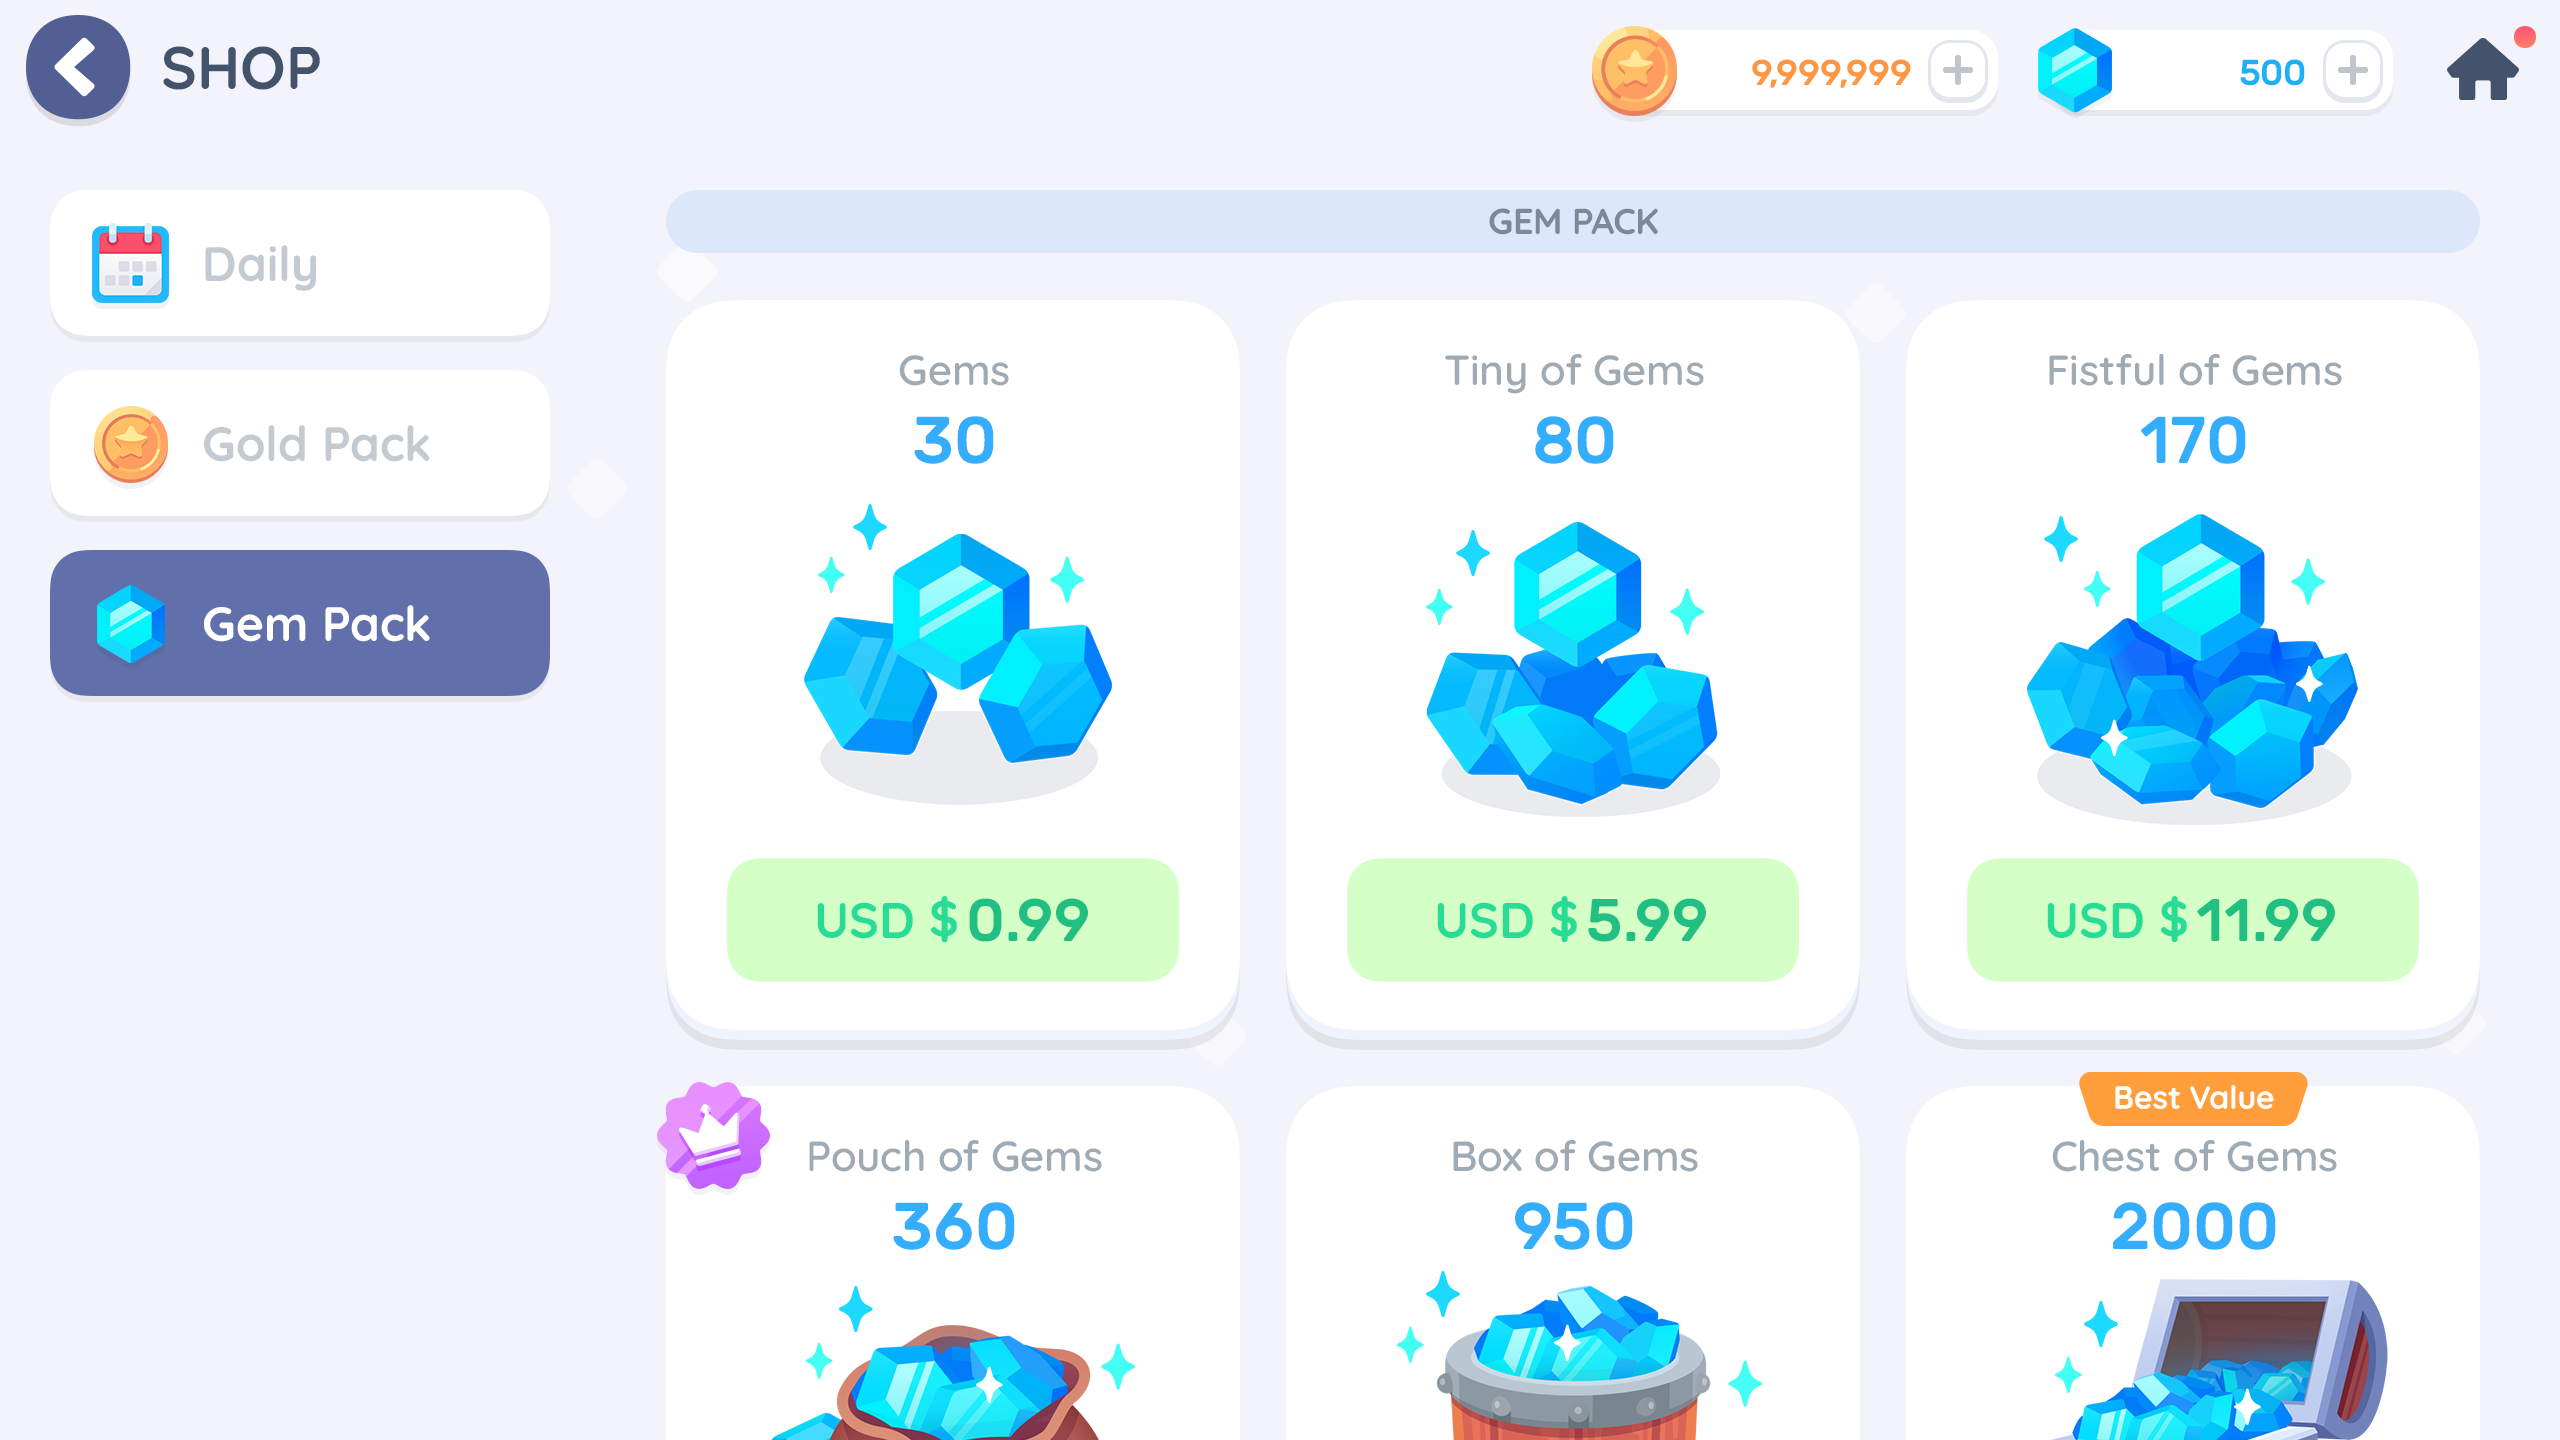 SHOP
9,999,999
500
Daily
Gold Pack
Gem Pack
GEM PACK
Gems
30
USD $ 0.99
Tiny of Gems
80
USD $ 5.99
Fistful of Gems
170
USD $ 11.99
Pouch of Gems
360
Box of Gems
950
Best Value
Chest of Gems
2000